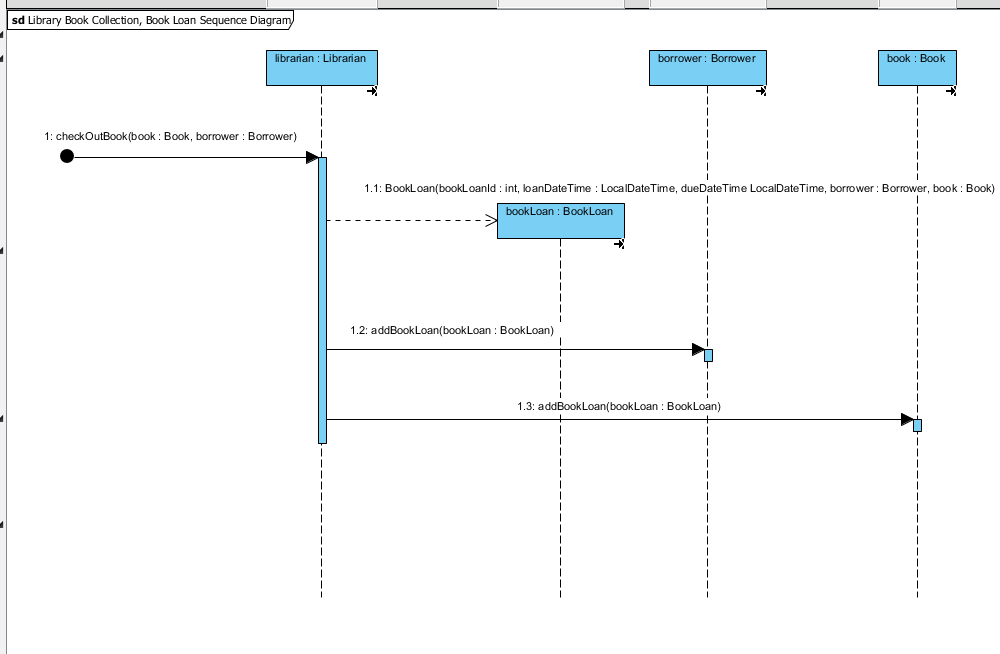 sd Library Book Collection, Book Loan Sequence Diagram
librarian : Librarian
borrower : Borrower
book : Book
1: checkOutBook(book : Book, borrower : Borrower)
1.1: BookLoan(bookLoanId : int, loanDateTime : LocalDateTime, dueDateTime LocalDateTime, borrower : Borrower, book : Book)
bookLoan : BookLoan
1.2: addBookLoan(bookLoan : BookLoan)
1.3: addBookLoan(bookLoan : BookLoan)